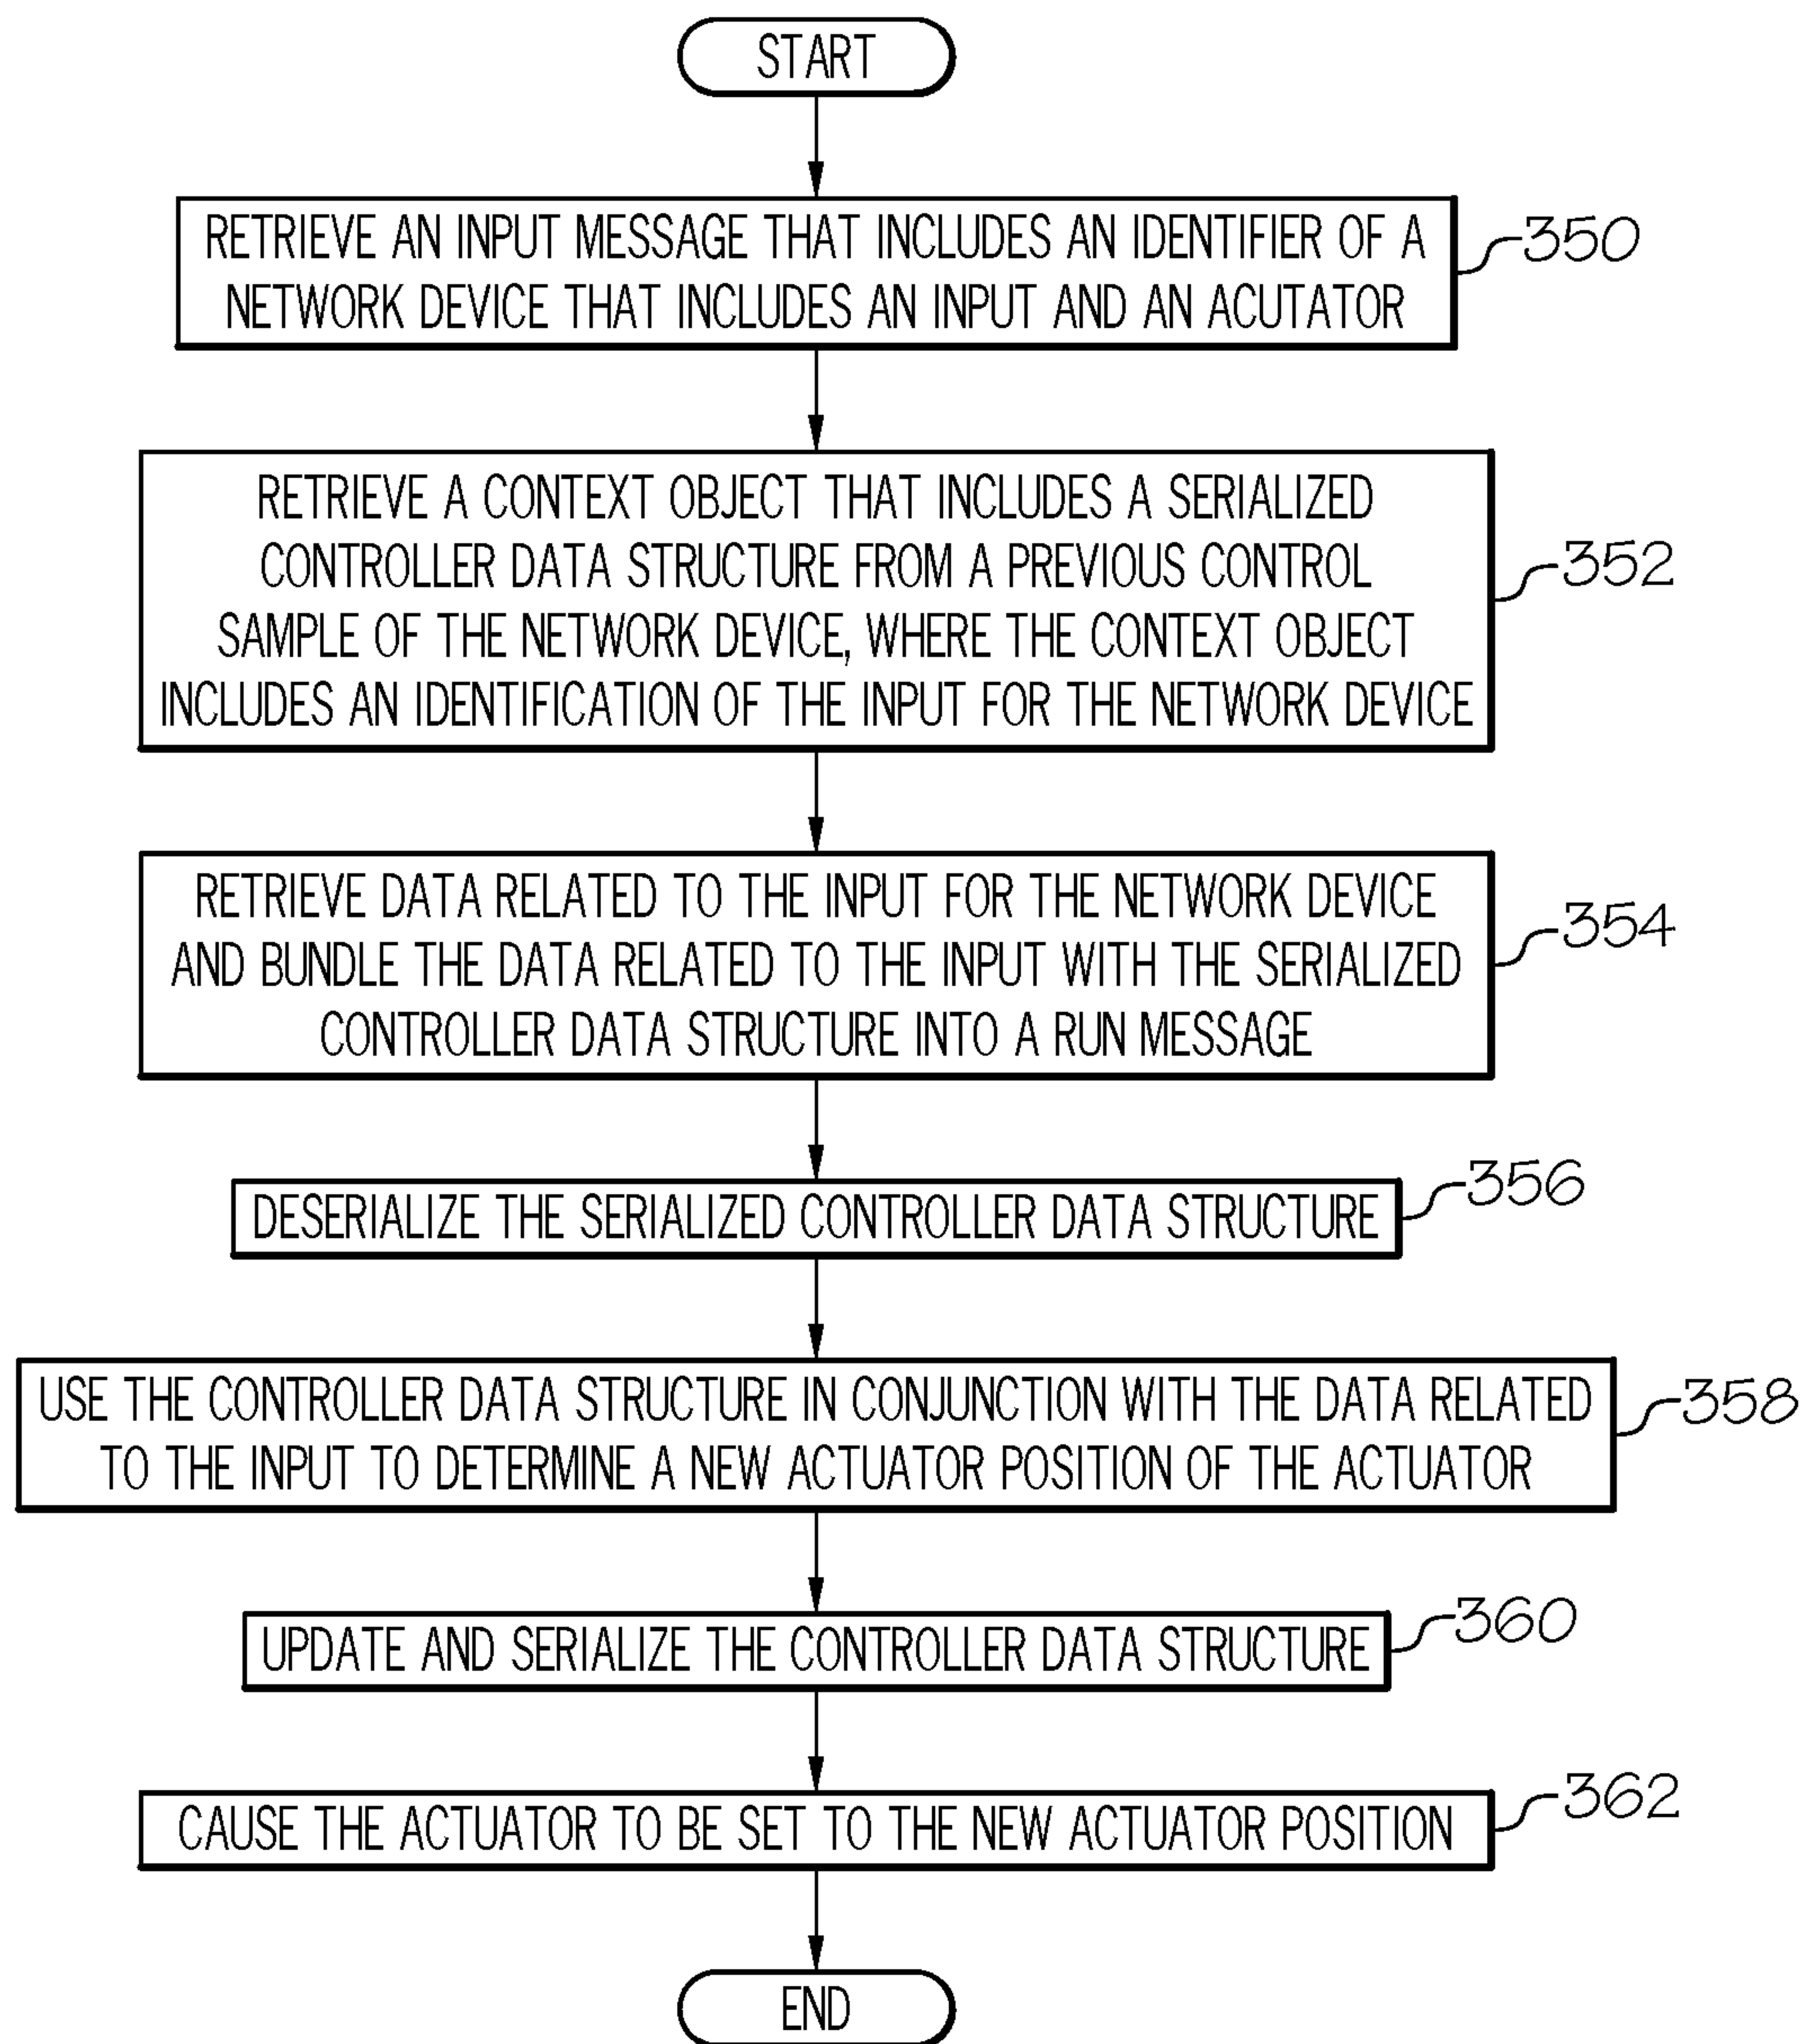 START
RETRIEVE AN INPUT MESSAGE THAT INCLUDES AN IDENTIFIER OF A
NETWORK DEVICE THAT INCLUDES AN INPUT AND AN ACUTATOR
350
RETRIEVE A CONTEXT OBJECT THAT INCLUDES A SERIALIZED
CONTROLLER DATA STRUCTURE FROM A PREVIOUS CONTROL
SAMPLE OF THE NETWORK DEVICE, WHERE THE CONTEXT OBJECT
INCLUDES AN IDENTIFICATION OF THE INPUT FOR THE NETWORK DEVICE
352
RETRIEVE DATA RELATED TO THE INPUT FOR THE NETWORK DEVICE
AND BUNDLE THE DATA RELATED TO THE INPUT WITH THE SERIALIZED
CONTROLLER DATA STRUCTURE INTO A RUN MESSAGE
354
DESERIALIZE THE SERIALIZED CONTROLLER DATA STRUCTURE
356
USE THE CONTROLLER DATA STRUCTURE IN CONJUNCTION WITH THE DATA RELATED
TO THE INPUT TO DETERMINE A NEW ACTUATOR POSITION OF THE ACTUATOR
358
UPDATE AND SERIALIZE THE CONTROLLER DATA STRUCTURE
360
CAUSE THE ACTUATOR TO BE SET TO THE NEW ACTUATOR POSITION
362
END